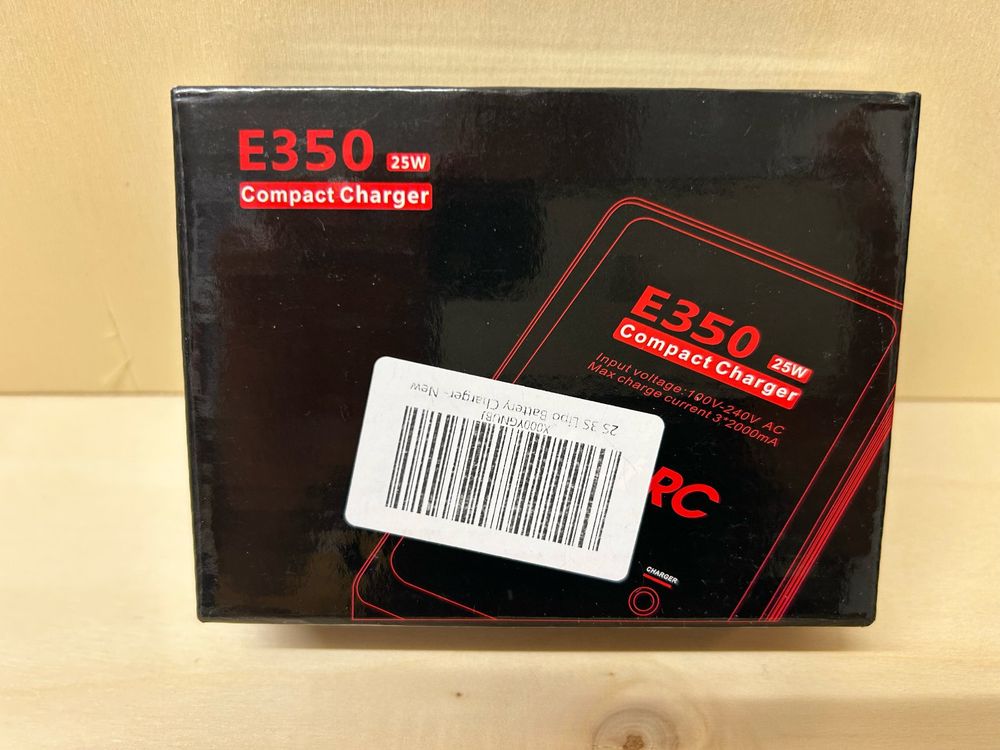 E350 25W
Compact Charger
E350 25W
Compact Charger
Input voltage:100V-240V AC
Max charge current 3*2000mA
RC
CHARGER
X000YGNUBJ
2S 3S Lipo Battery Charger- New